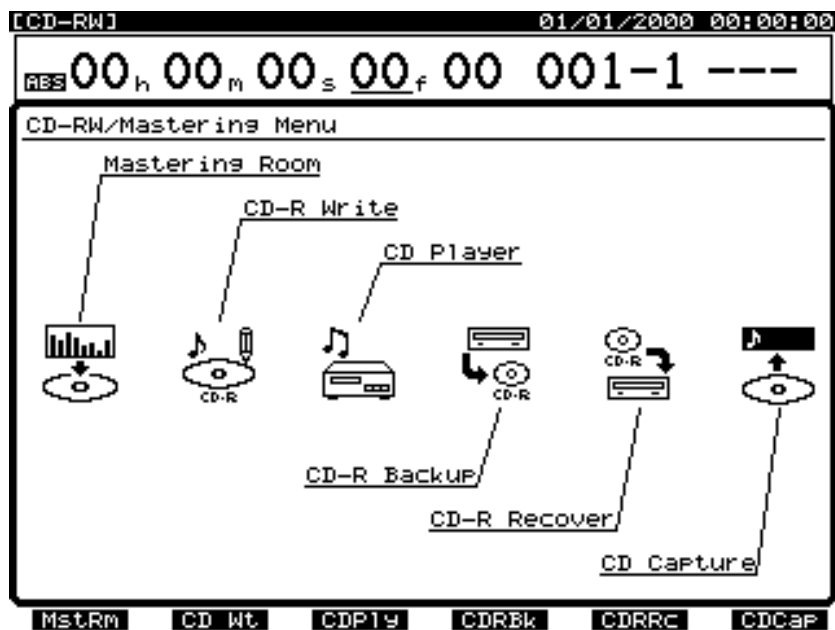 [CD-RW] 01/01/2000 00:00:00
ABS 00h 00m 00s 00f 00 001-1 ---
CD-RW/Mastering Menu
Mastering Room
CD-R Write
CD Player
CD-R CD-R CD-R
CD-R Backup
CD-R Recover
CD Capture
MstRm CD Wt CDPly CDRBk CDRRc CDCap